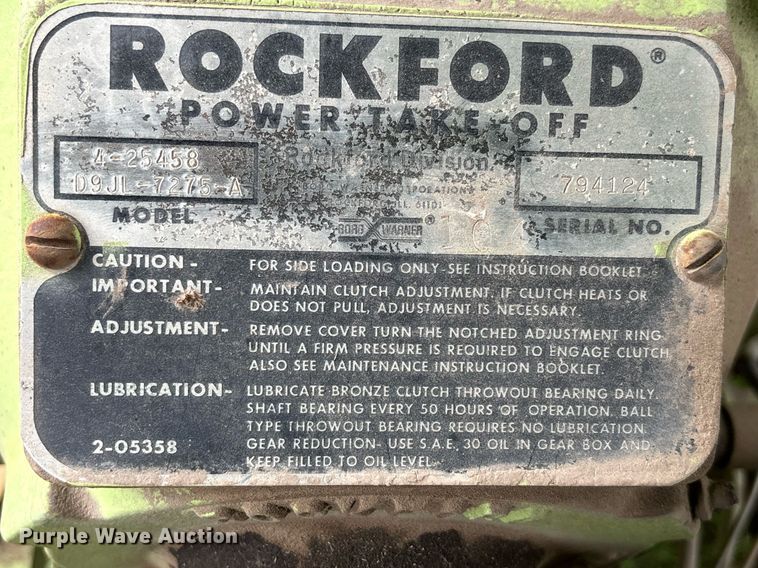 ROCKFORD®
POWER TAKE-OFF
4-25458
D9JL-7275-A
MODEL
Rockford Division
CORPORATION
61101
BORG WARNER®
794124
SERIAL NO.
CAUTION - FOR SIDE LOADING ONLY-SEE INSTRUCTION BOOKLET
IMPORTANT- MAINTAIN CLUTCH ADJUSTMENT. IF CLUTCH HEATS OR
DOES NOT PULL, ADJUSTMENT IS NECESSARY.
ADJUSTMENT- REMOVE COVER TURN THE NOTCHED ADJUSTMENT RING
UNTIL A FIRM PRESSURE IS REQUIRED TO ENGAGE CLUTCH
ALSO SEE MAINTENANCE INSTRUCTION BOOKLET.
LUBRICATION- LUBRICATE BRONZE CLUTCH THROWOUT BEARING DAILY.
SHAFT BEARING EVERY 50 HOURS OF OPERATION. BALL
TYPE THROWOUT BEARING REQUIRES NO LUBRICATION.
2-05358 GEAR REDUCTION- USE S.A.E. 30 OIL IN GEAR BOX AND
KEEP FILLED TO OIL LEVEL.
Purple Wave Auction